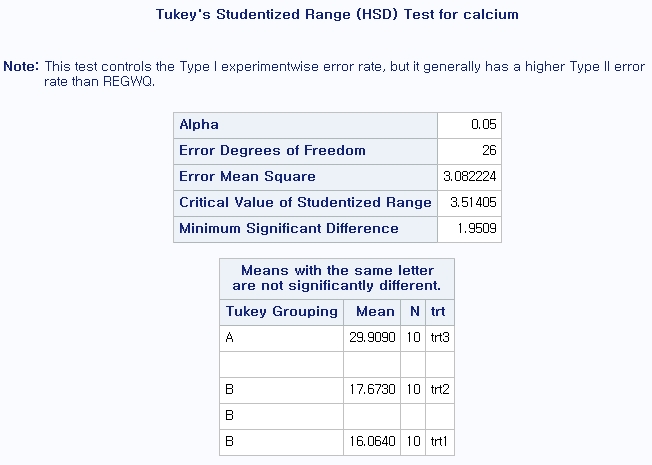 Tukey's Studentized Range (HSD) Test for calcium
Note: This test controls the Type I experimentwise error rate, but it generally has a higher Type II error
rate than REGWQ.
Alpha 0.05
Error Degrees of Freedom 26
Error Mean Square 3.082224
Critical Value of Studentized Range 3.51405
Minimum Significant Difference 1.9509
Means with the same letter
are not significantly different.
Tukey Grouping Mean N trt
A 29.9090 10 trt3
B 17.6730 10 trt2
B
B 16.0640 10 trt1